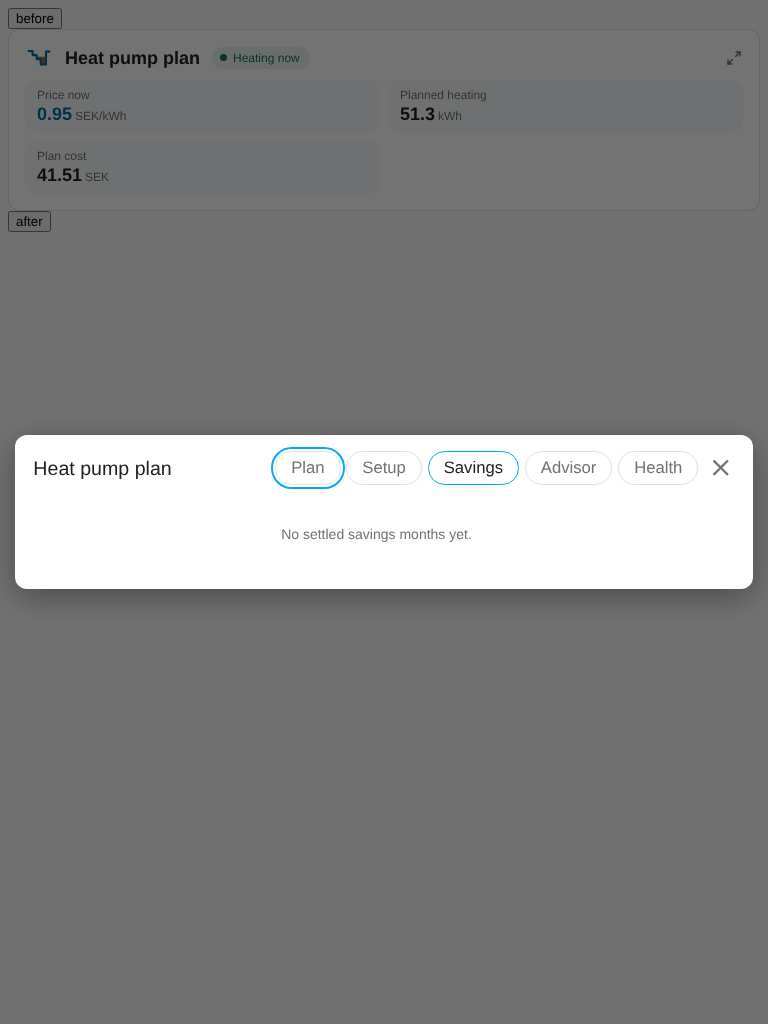 before
Heat pump plan Heating now
Price now
0.95 SEK/kWh
Planned heating
51.3 kWh
Plan cost
41.51 SEK
after
Heat pump plan Plan Setup Savings Advisor Health
No settled savings months yet.